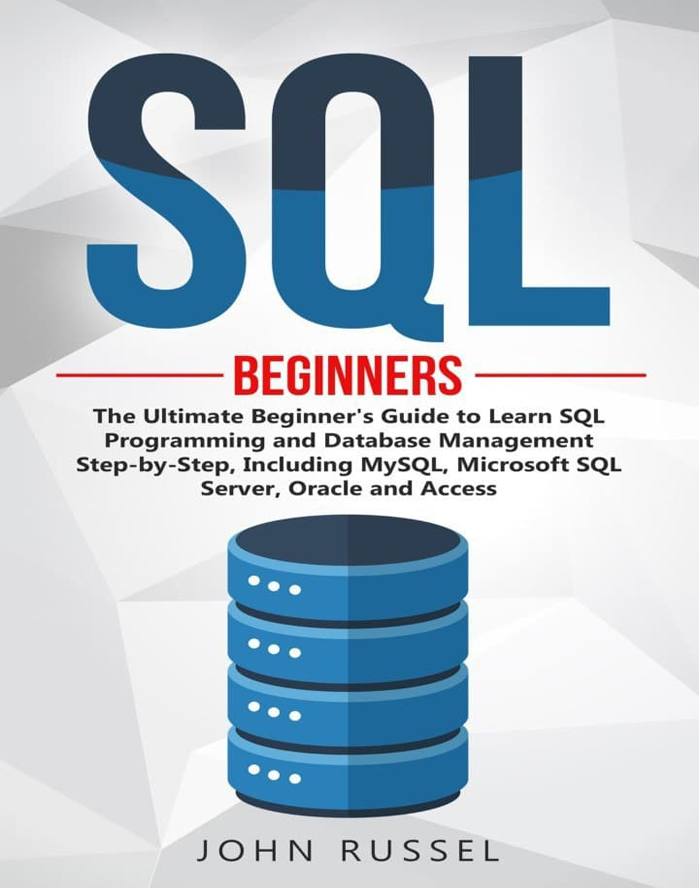 SQL
BEGINNERS
The Ultimate Beginner's Guide to Learn SQL
Programming and Database Management
Step-by-Step, Including MySQL, Microsoft SQL
Server, Oracle and Access
JOHN RUSSEL